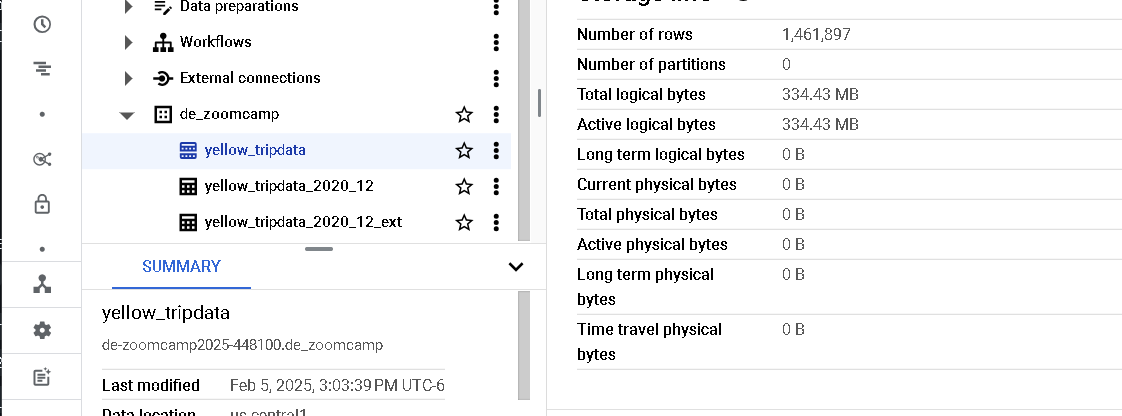 Data preparations
Workflows
External connections
de_zoomcamp
yellow_tripdata
yellow_tripdata_2020_12
yellow_tripdata_2020_12_ext
SUMMARY
yellow_tripdata
de-zoomcamp2025-448100.de_zoomcamp
Last modified Feb 5, 2025, 3:03:39 PM UTC-6
Data location us-central1
Number of rows 1,461,897
Number of partitions 0
Total logical bytes 334.43 MB
Active logical bytes 334.43 MB
Long term logical bytes 0 B
Current physical bytes 0 B
Total physical bytes 0 B
Active physical bytes 0 B
Long term physical 0 B
bytes
Time travel physical 0 B
bytes